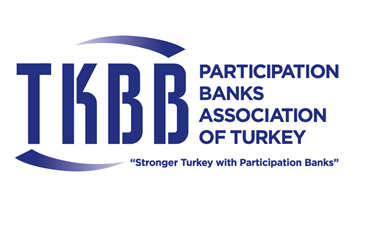 TKBB
PARTICIPATION
BANKS
ASSOCIATION
OF TURKEY
“Stronger Turkey with Participation Banks”